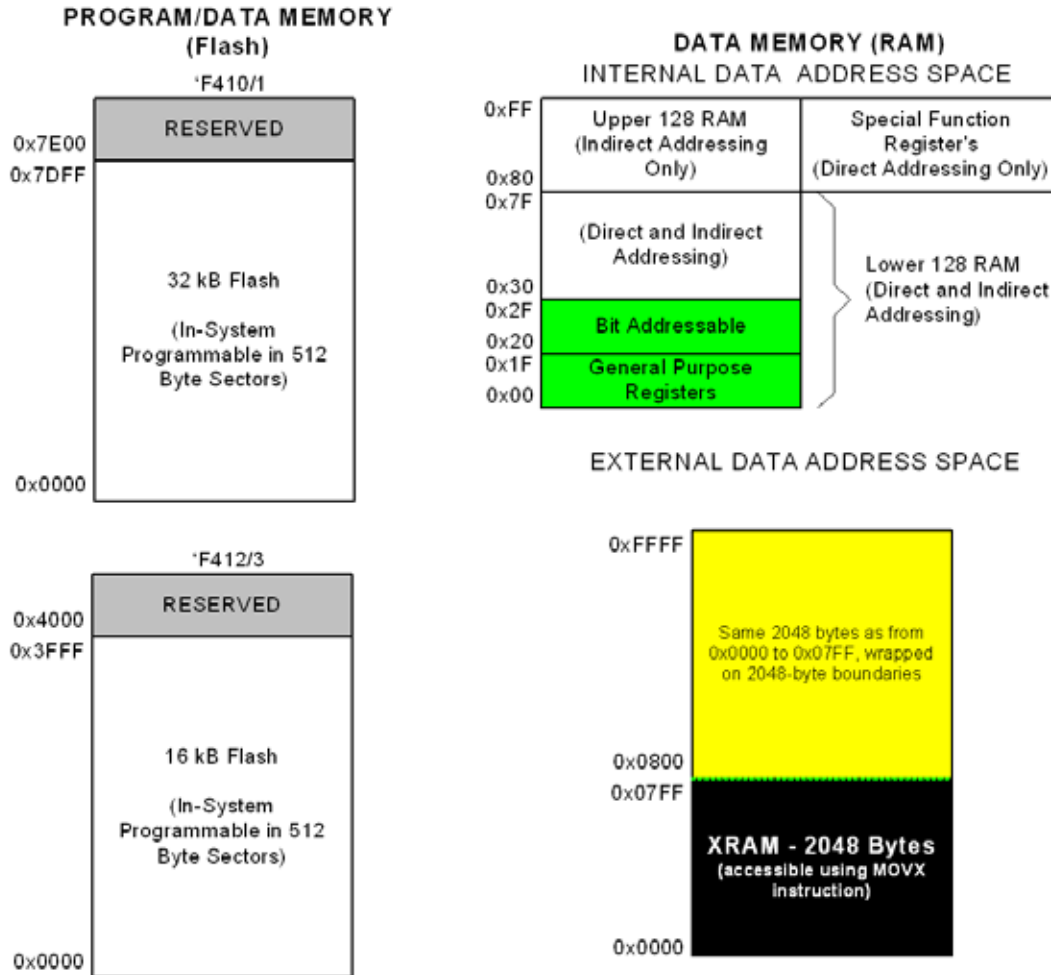 PROGRAM/DATA MEMORY
(Flash)
'F410/1
RESERVED
0x7E00
0x7DFF
32 kB Flash
(In-System
Programmable in 512
Byte Sectors)
0x0000
'F412/3
RESERVED
0x4000
0x3FFF
16 kB Flash
(In-System
Programmable in 512
Byte Sectors)
0x0000
DATA MEMORY (RAM)
INTERNAL DATA ADDRESS SPACE
0xFF
Upper 128 RAM
(Indirect Addressing
Only)
0x80
Special Function
Register's
(Direct Addressing Only)
0x7F
(Direct and Indirect
Addressing)
0x30
0x2F
Bit Addressable
0x20
0x1F
General Purpose
Registers
0x00
Lower 128 RAM
(Direct and Indirect
Addressing)
EXTERNAL DATA ADDRESS SPACE
0xFFFF
Same 2048 bytes as from
0x0000 to 0x07FF, wrapped
on 2048-byte boundaries
0x0800
0x07FF
XRAM - 2048 Bytes
(accessible using MOVX
instruction)
0x0000